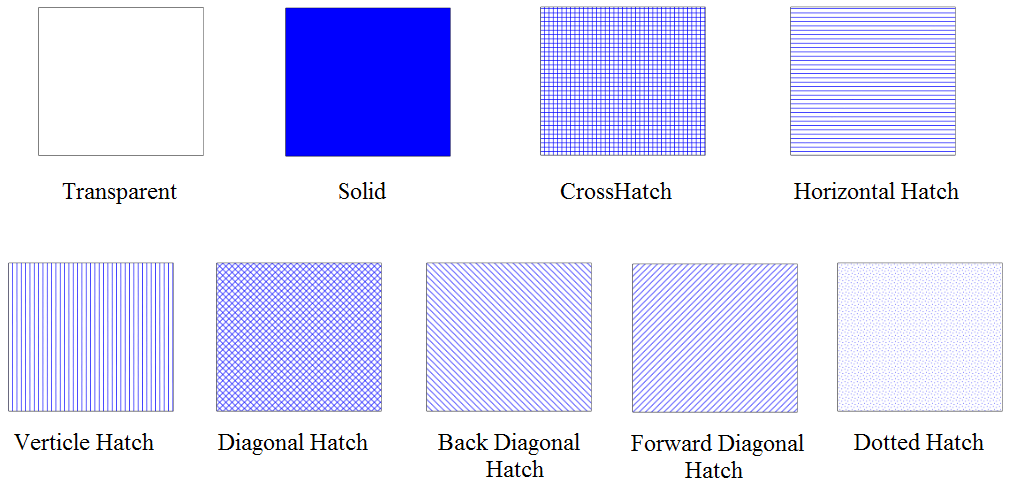 Transparent
Solid
CrossHatch
Horizontal Hatch
Verticle Hatch
Diagonal Hatch
Back Diagonal
Hatch
Forward Diagonal
Hatch
Dotted Hatch